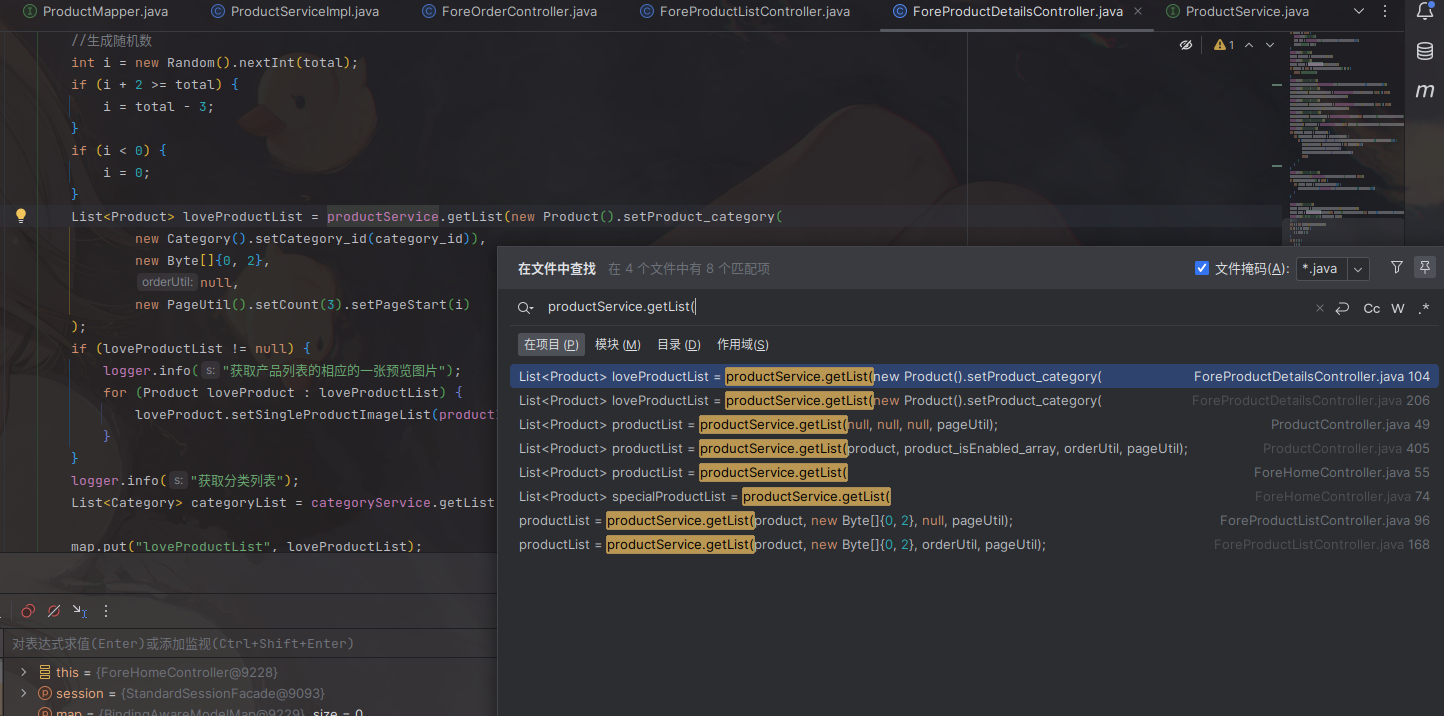 ProductMapper.java ProductServiceImpl.java ForeOrderController.java ForeProductListController.java ForeProductDetailsController.java ProductService.java
//生成随机数
int i = new Random().nextInt(total);
if (i + 2 >= total) {
i = total - 3;
}
if (i < 0) {
i = 0;
}
List<Product> loveProductList = productService.getList(new Product().setProduct_category(
new Category().setCategory_id(category_id)),
new Byte[]{0, 2},
orderUtil: null,
new PageUtil().setCount(3).setPageStart(i)
);
if (loveProductList != null) {
logger.info( s: "获取产品列表的相应的一张预览图片");
for (Product loveProduct : loveProductList) {
loveProduct.setSingleProductImageList(product
}
}
logger.info( s: "获取分类列表");
List<Category> categoryList = categoryService.getList
map.put("loveProductList", loveProductList);
1
m
在文件中查找 在 4 个文件中有 8 个匹配项 文件掩码(A): *.java
productService.getList( × Cc W .*
在项目 (P) 模块 (M) 目录 (D) 作用域(S)
List<Product> loveProductList = productService.getList(new Product().setProduct_category( ForeProductDetailsController.java 104
List<Product> loveProductList = productService.getList(new Product().setProduct_category( ForeProductDetailsController.java 206
List<Product> productList = productService.getList(null, null, null, pageUtil); ProductController.java 49
List<Product> productList = productService.getList(product, product_isEnabled_array, orderUtil, pageUtil); ProductController.java 405
List<Product> productList = productService.getList( ForeHomeController.java 55
List<Product> specialProductList = productService.getList( ForeHomeController.java 74
productList = productService.getList(product, new Byte[]{0, 2}, null, pageUtil); ForeProductListController.java 96
productList = productService.getList(product, new Byte[]{0, 2}, orderUtil, pageUtil); ForeProductListController.java 168
对表达式求值(Enter)或添加监视(Ctrl+Shift+Enter)
this = {ForeHomeController@9228}
session = {StandardSessionFacade@9093}
map = {BindingAwareModelMap@9229} size = 0